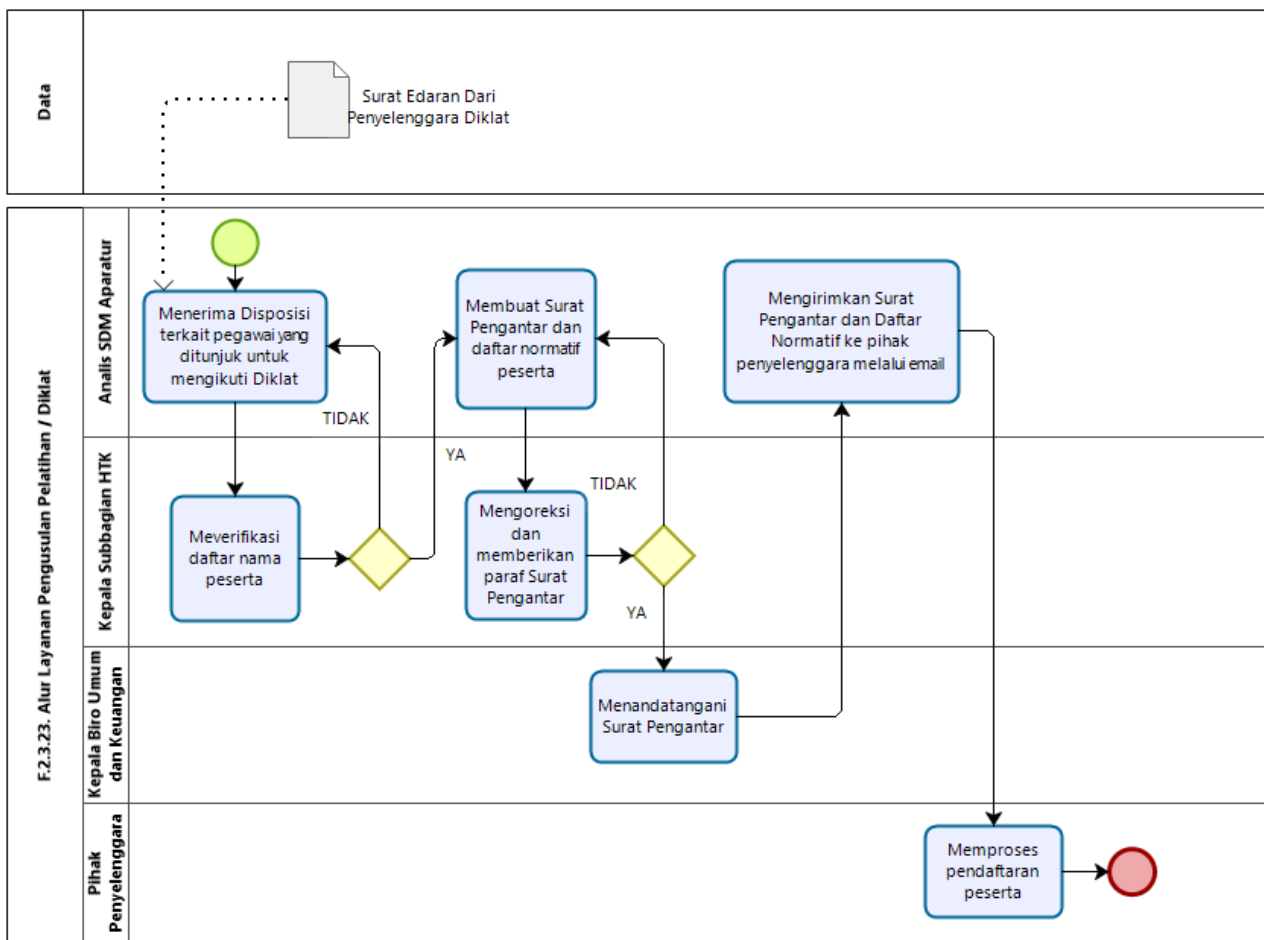 Data
Surat Edaran Dari
Penyelenggara Diklat
F.2.3.23. Alur Layanan Pengusulan Pelatihan / Diklat
Analis SDM Aparatur
Menerima Disposisi
terkait pegawai yang
ditunjuk untuk
mengikuti Diklat
TIDAK
Membuat Surat
Pengantar dan
daftar normatif
peserta
Mengirimkan Surat
Pengantar dan Daftar
Normatif ke pihak
penyelenggara melalui email
Kepala Subbagian HTK
Meverifikasi
daftar nama
peserta
YA
Mengoreksi
dan
memberikan
paraf Surat
Pengantar
TIDAK
YA
Kepala Biro Umum
dan Keuangan
Menandatangani
Surat Pengantar
Pihak
Penyelenggara
Memproses
pendaftaran
peserta